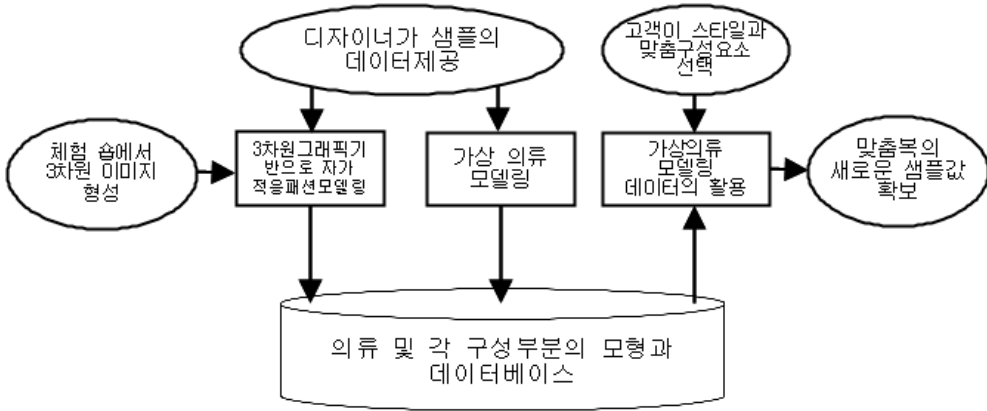 디자이너가 샘플의
데이터제공
고객이 스타일과
맞춤구성요소
선택
체험 숍에서
3차원 이미지
형성
3차원그래픽기
반으로 자가
적응패션모델링
가상 의류
모델링
가상의류
모델링
데이터의 활용
맞춤복의
새로운 샘플값
확보
의류 및 각 구성부분의 모형과
데이터베이스